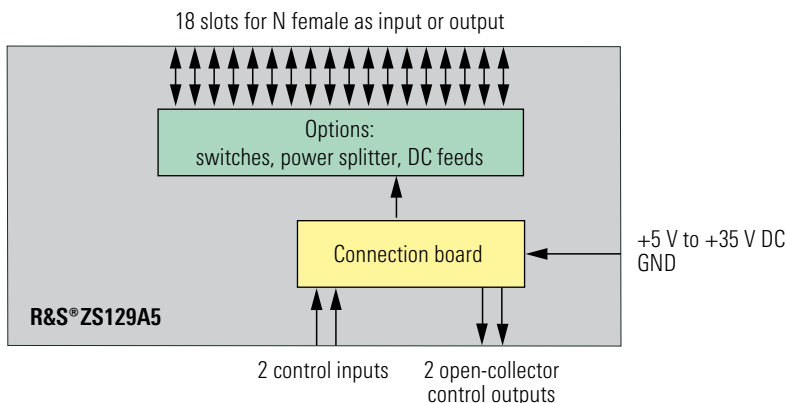 18 slots for N female as input or output
Options:
switches, power splitter, DC feeds
Connection board
+5 V to +35 V DC
GND
R&S®ZS129A5
2 control inputs
2 open-collector
control outputs